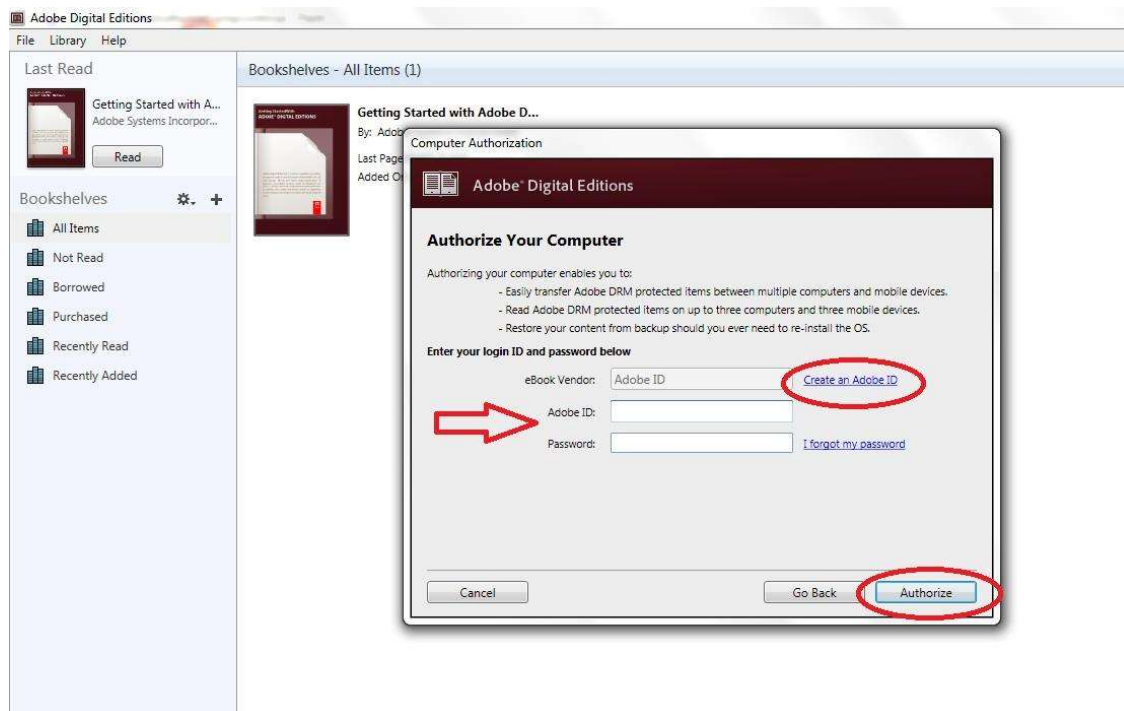 Adobe Digital Editions
File Library Help
Last Read
Getting Started with A...
Adobe Systems Incorpor...
Read
Bookshelves
All Items
Not Read
Borrowed
Purchased
Recently Read
Recently Added
Bookshelves - All Items (1)
Getting Started with Adobe D...
By: Adob
Last Page
Added O
Computer Authorization
Adobe® Digital Editions
Authorize Your Computer
Authorizing your computer enables you to:
- Easily transfer Adobe DRM protected items between multiple computers and mobile devices.
- Read Adobe DRM protected items on up to three computers and three mobile devices.
- Restore your content from backup should you ever need to re-install the OS.
Enter your login ID and password below
eBook Vendor: Adobe ID Create an Adobe ID
Adobe ID:
Password: I forgot my password
Cancel Go Back Authorize